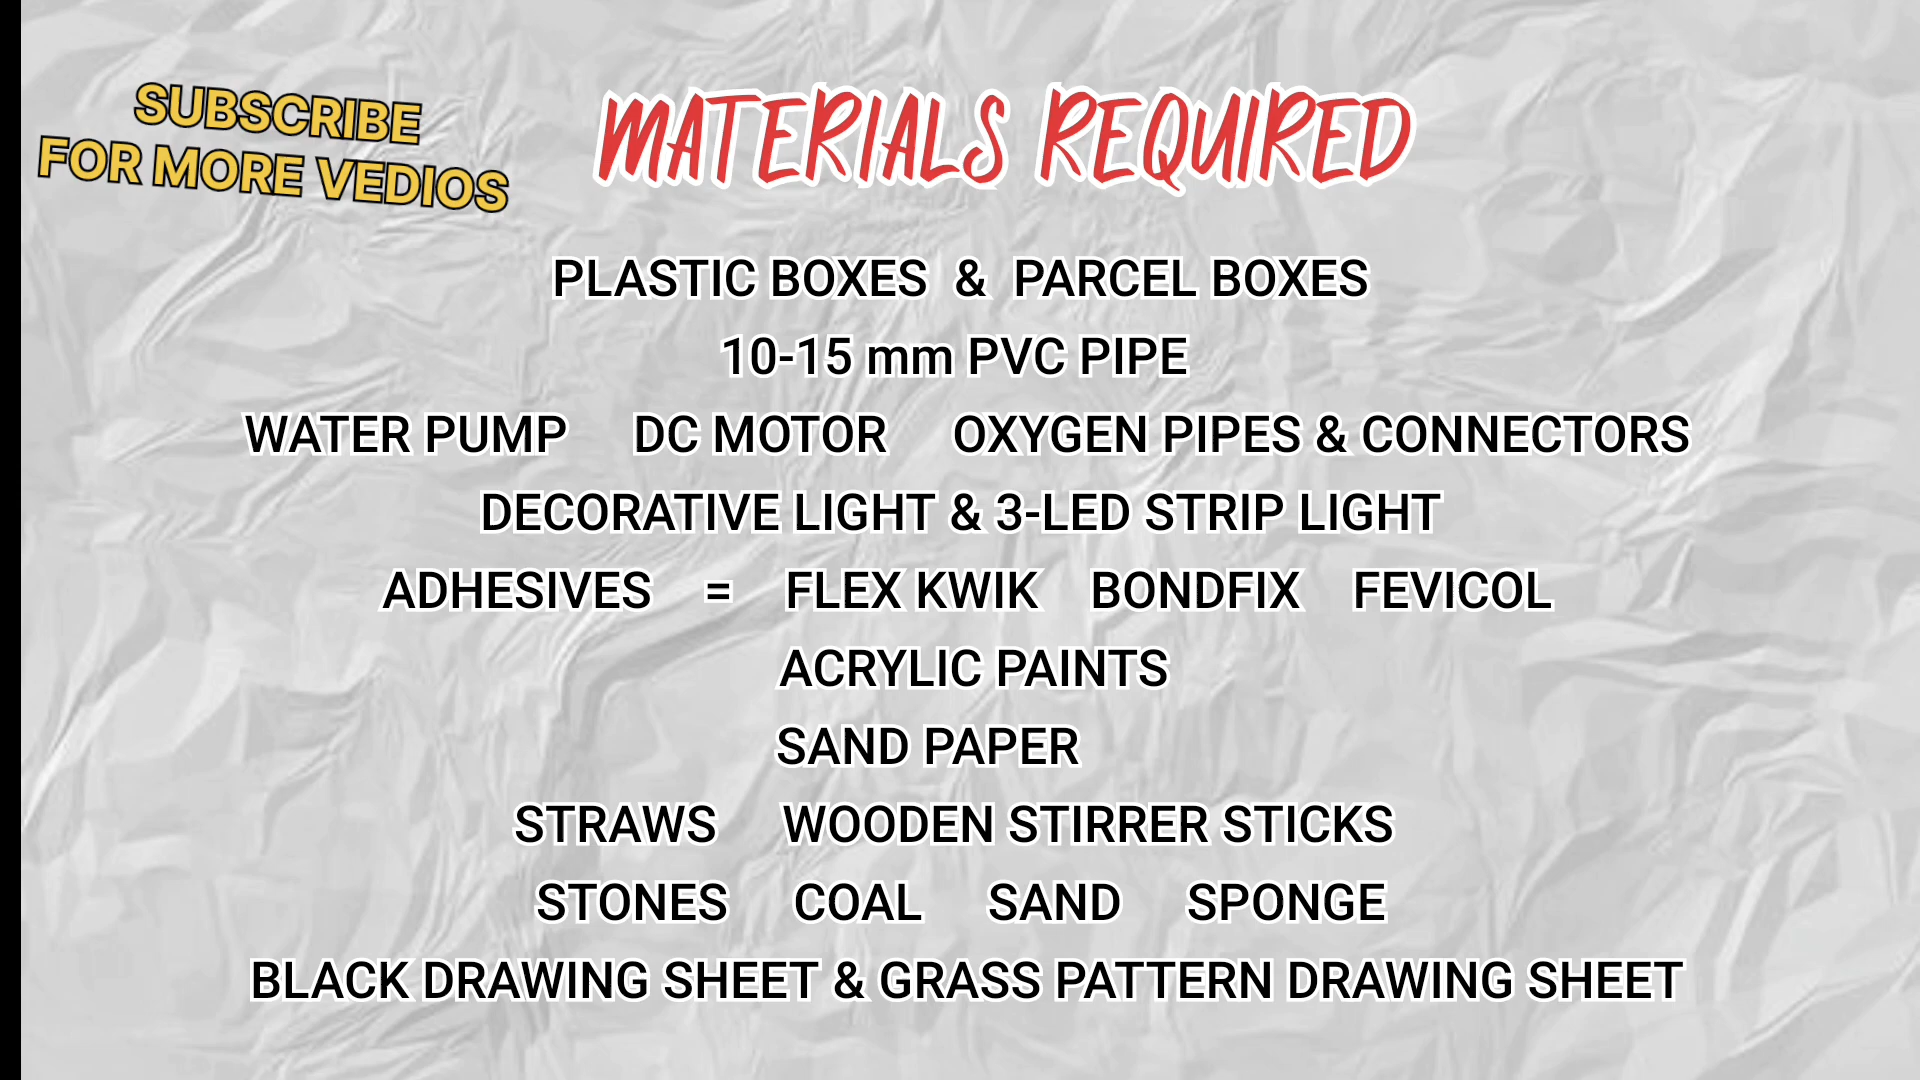 SUBSCRIBE
FOR MORE VEDIOS
MATERIALS REQUIRED
PLASTIC BOXES & PARCEL BOXES
10-15 mm PVC PIPE
WATER PUMP DC MOTOR OXYGEN PIPES & CONNECTORS
DECORATIVE LIGHT & 3-LED STRIP LIGHT
ADHESIVES = FLEX KWIK BONDFIX FEVICOL
ACRYLIC PAINTS
SAND PAPER
STRAWS WOODEN STIRRER STICKS
STONES COAL SAND SPONGE
BLACK DRAWING SHEET & GRASS PATTERN DRAWING SHEET